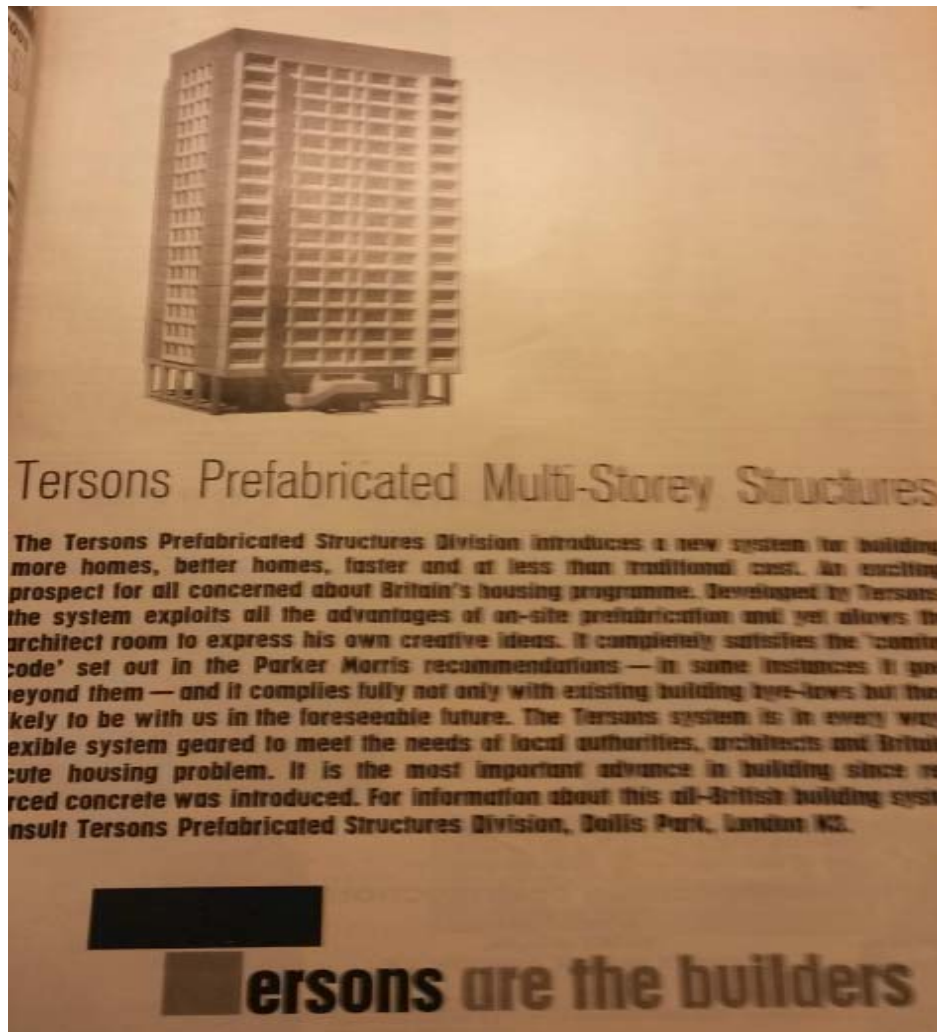 Tersons Prefabricated Multi-Storey Structures
The Tersons Prefabricated Structures Division introduces a new system for building
more homes, better homes, faster and at less than traditional cost. An exciting
prospect for all concerned about Britain's housing programme. Developed by Tersons
the system exploits all the advantages of on-site prefabrication and yet allows th
architect room to express his own creative ideas. It completely satisfies the
code' set out in the Parker Morris recommendations — in some instances it
eyond them — and it complies fully not only with existing building bye-laws but
kely to be with us in the foreseeable future. The Tersons system is in every way
exible system geared to meet the needs of local authorities, architects and Britai
cute housing problem. It is the most important advance in building since
rced concrete was introduced. For information about this all-British building syst
nsult Tersons Prefabricated Structures Division, Park, London N3.
ersons are the builders